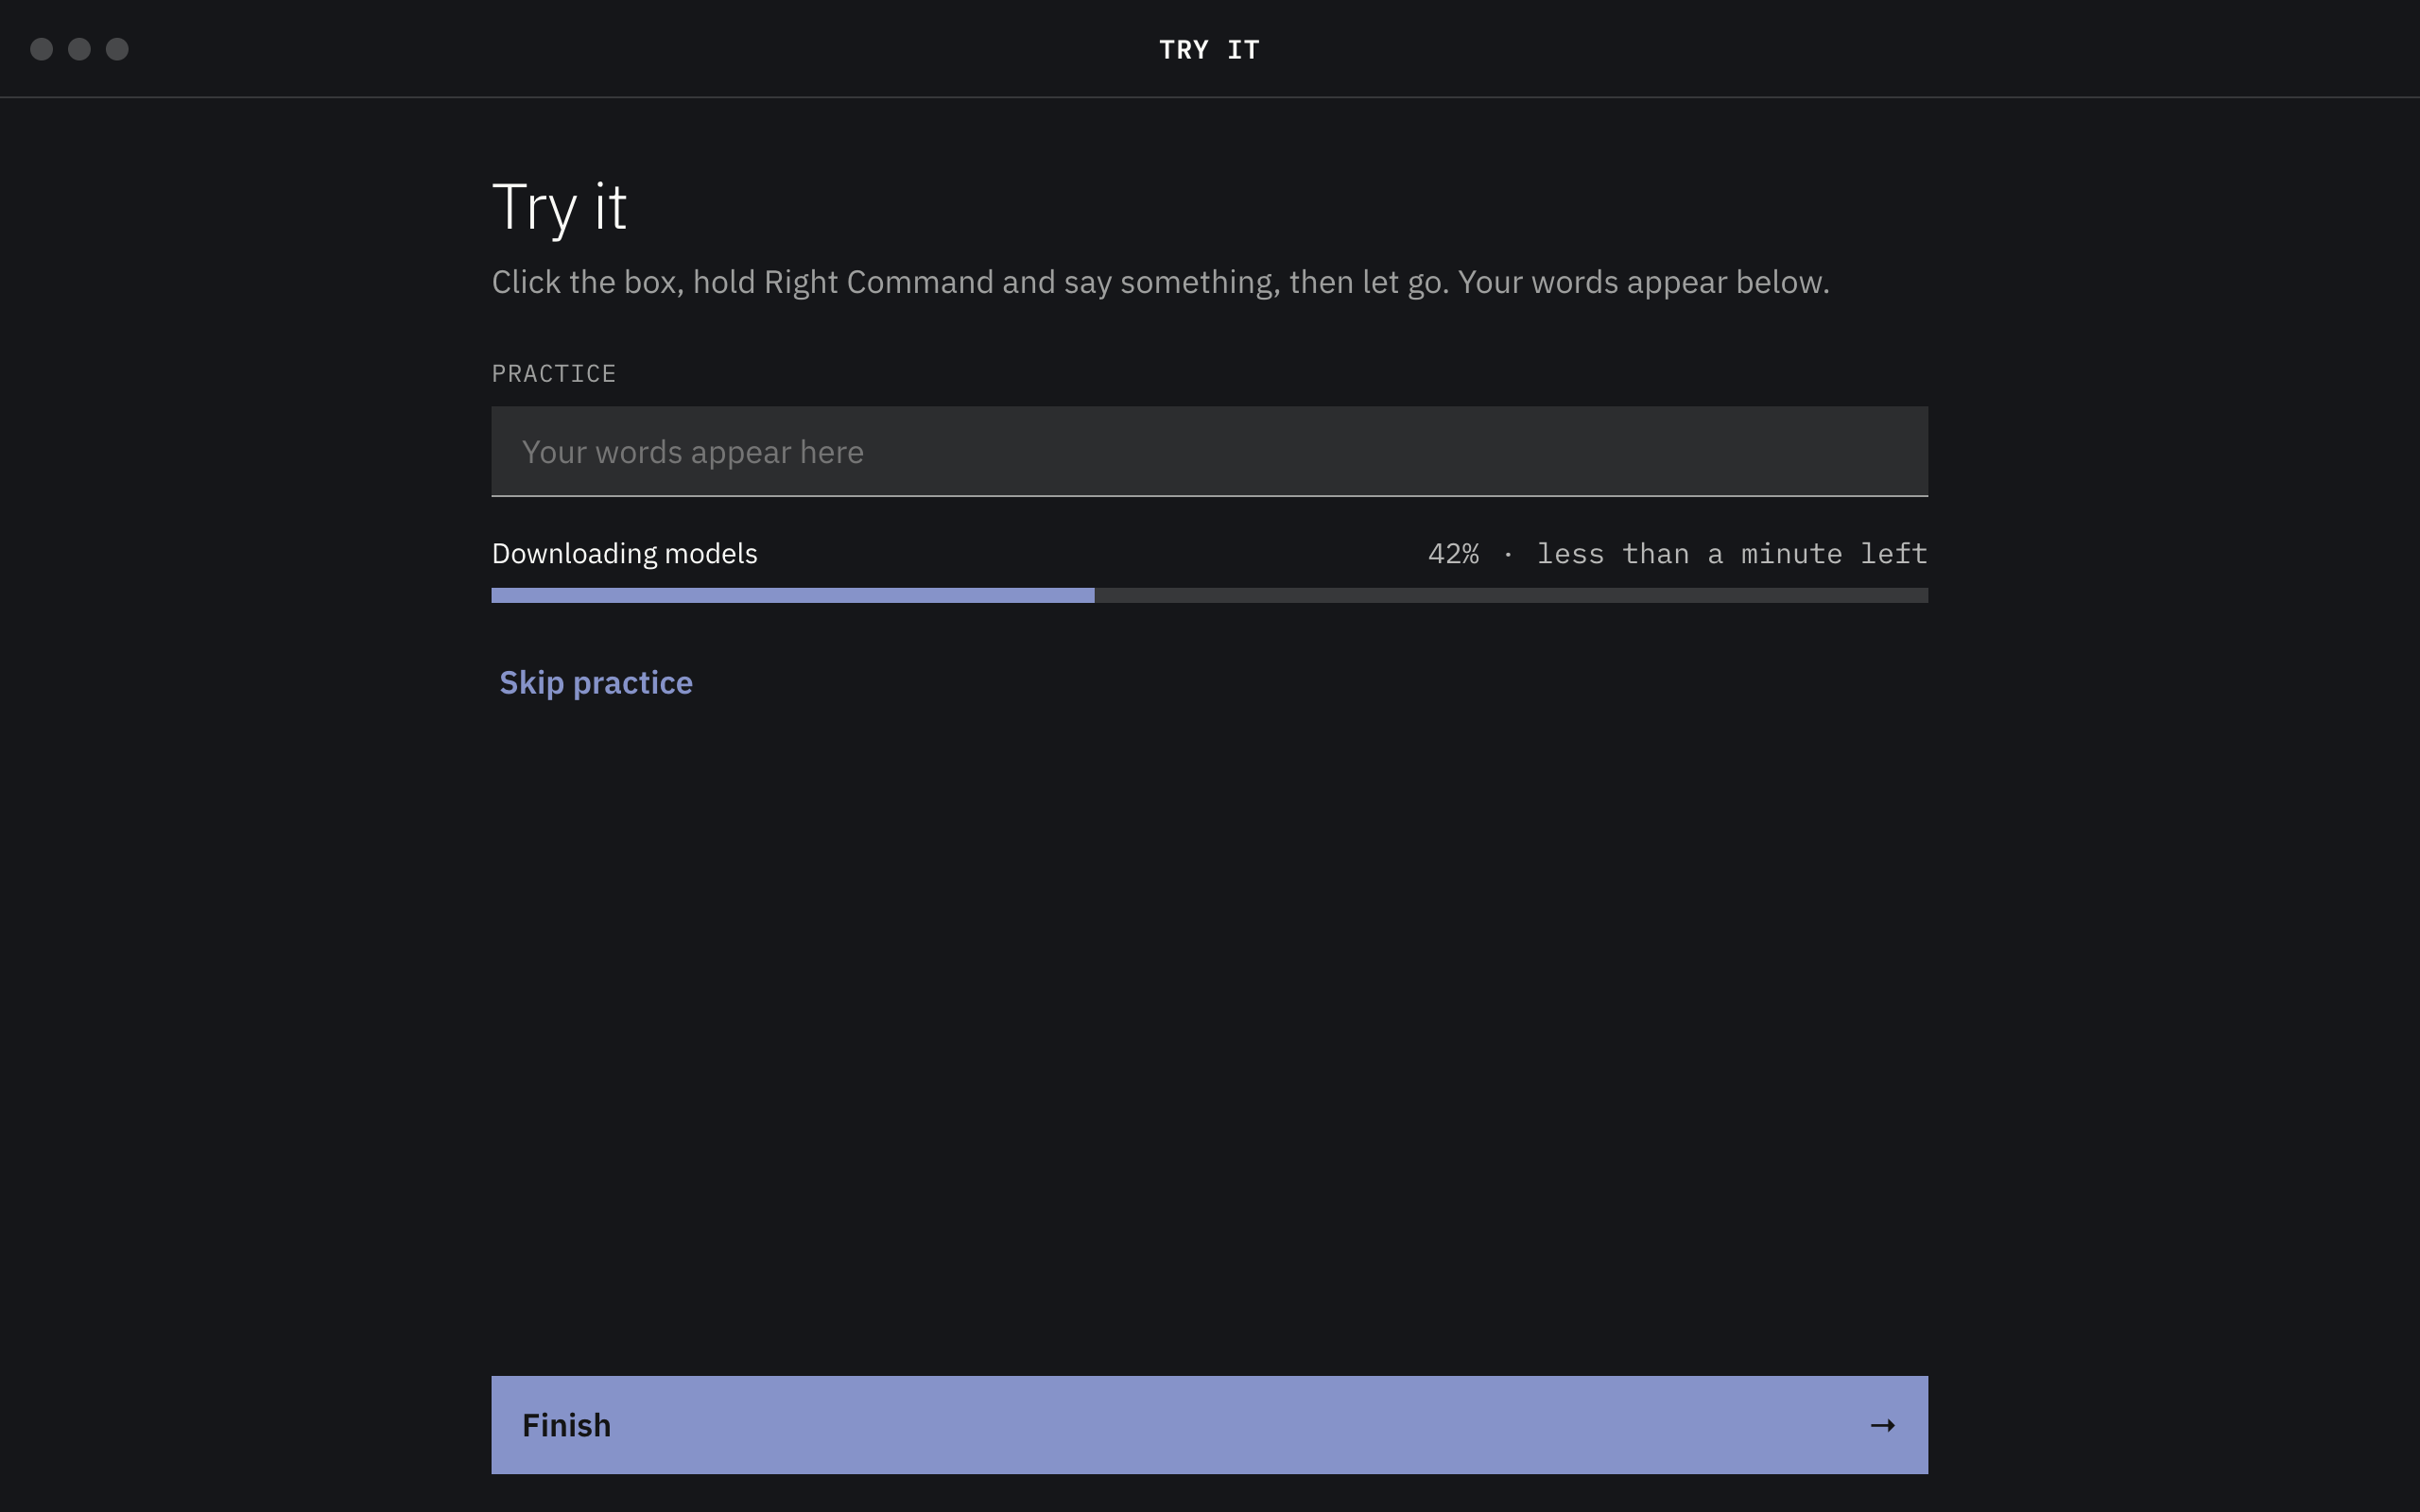 TRY IT
Try it
Click the box, hold Right Command and say something, then let go. Your words appear below.
PRACTICE
Your words appear here
Downloading models 42% · less than a minute left
Skip practice
Finish →